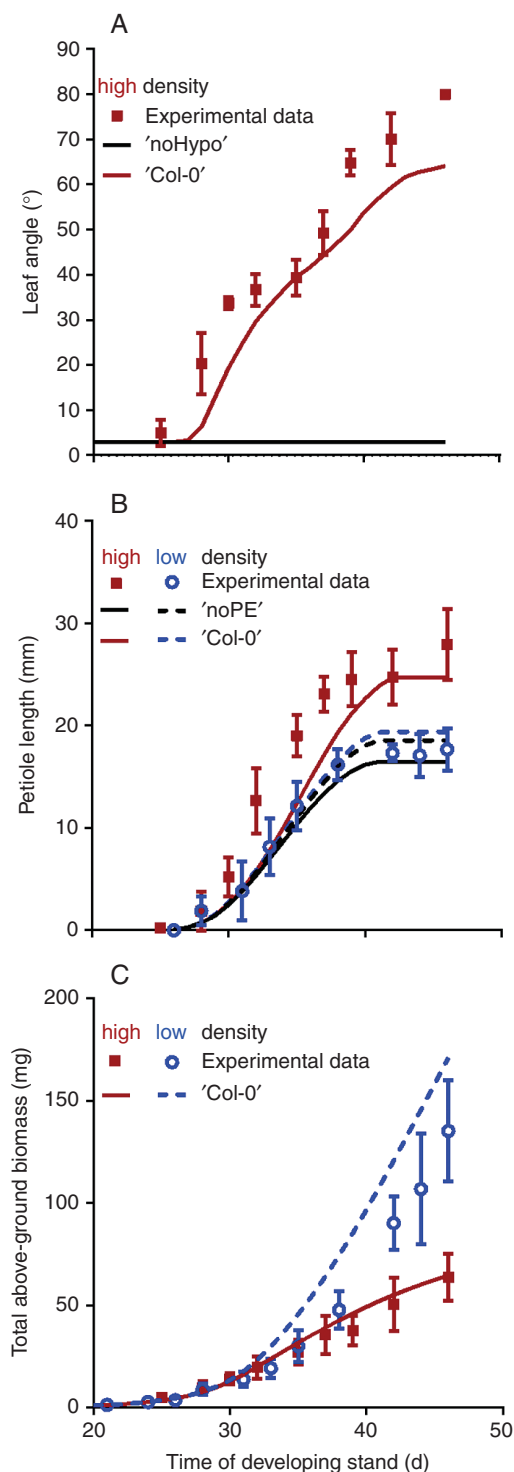 A
90
80
70
60
50
40
30
20
10
0
Leaf angle (°)
high density
Experimental data
′noHypo′
′Col-0′
B
40
30
20
10
0
Petiole length (mm)
high low density
Experimental data
′noPE′
′Col-0′
C
200
150
100
50
0
Total above-ground biomass (mg)
high low density
Experimental data
′Col-0′
20 30 40 50
Time of developing stand (d)